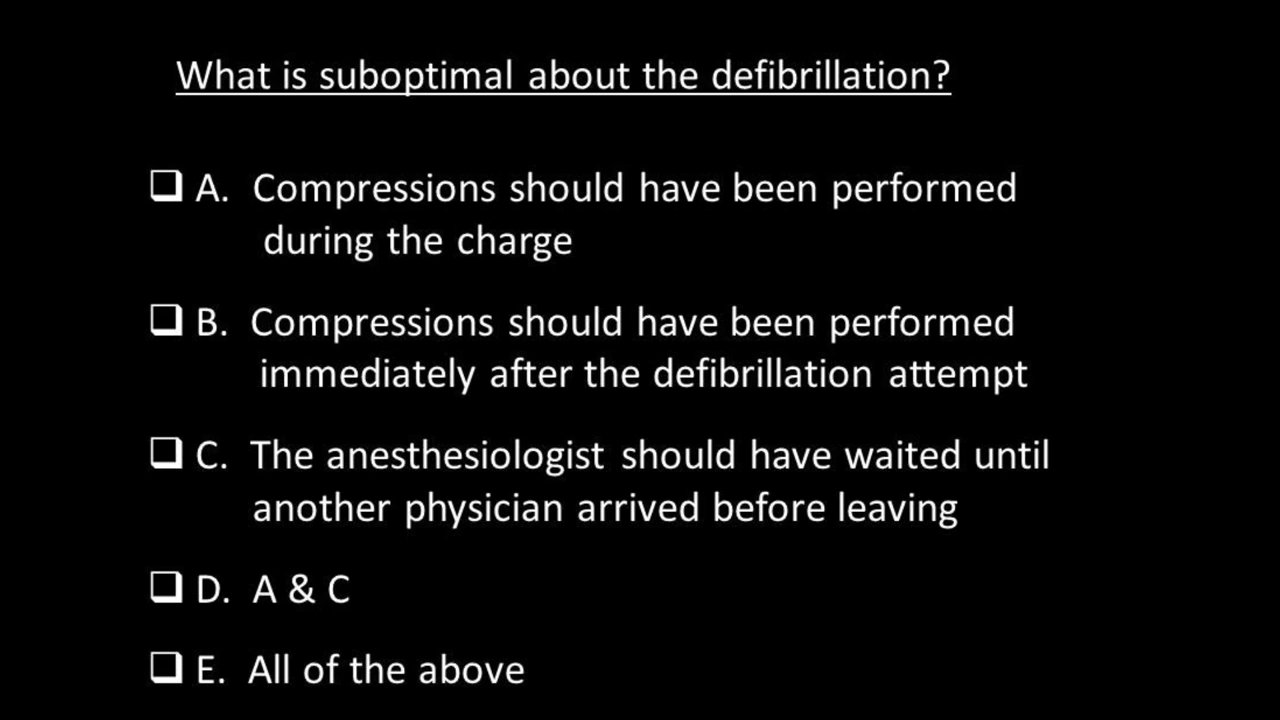 What is suboptimal about the defibrillation?
❑ A. Compressions should have been performed
during the charge
❑ B. Compressions should have been performed
immediately after the defibrillation attempt
❑ C. The anesthesiologist should have waited until
another physician arrived before leaving
❑ D. A & C
❑ E. All of the above